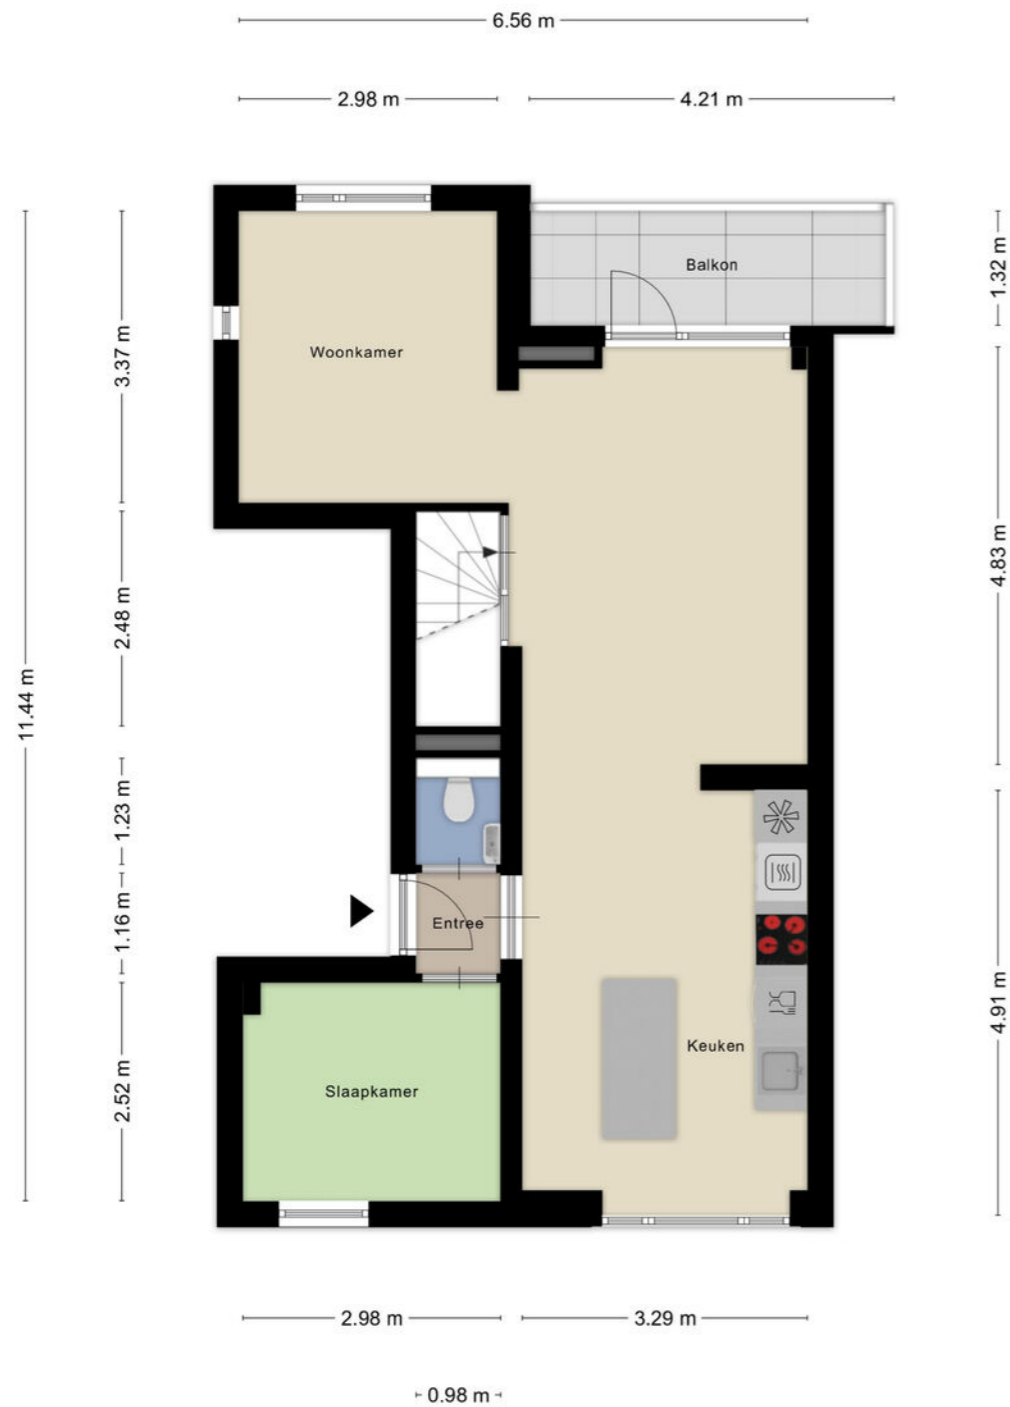 6.56 m
2.98 m
4.21 m
Balkon
1.32 m
3.37 m
Woonkamer
4.83 m
2.48 m
11.44 m
1.23 m
1.16 m
Entree
4.91 m
Keuken
2.52 m
Slaapkamer
2.98 m
3.29 m
0.98 m